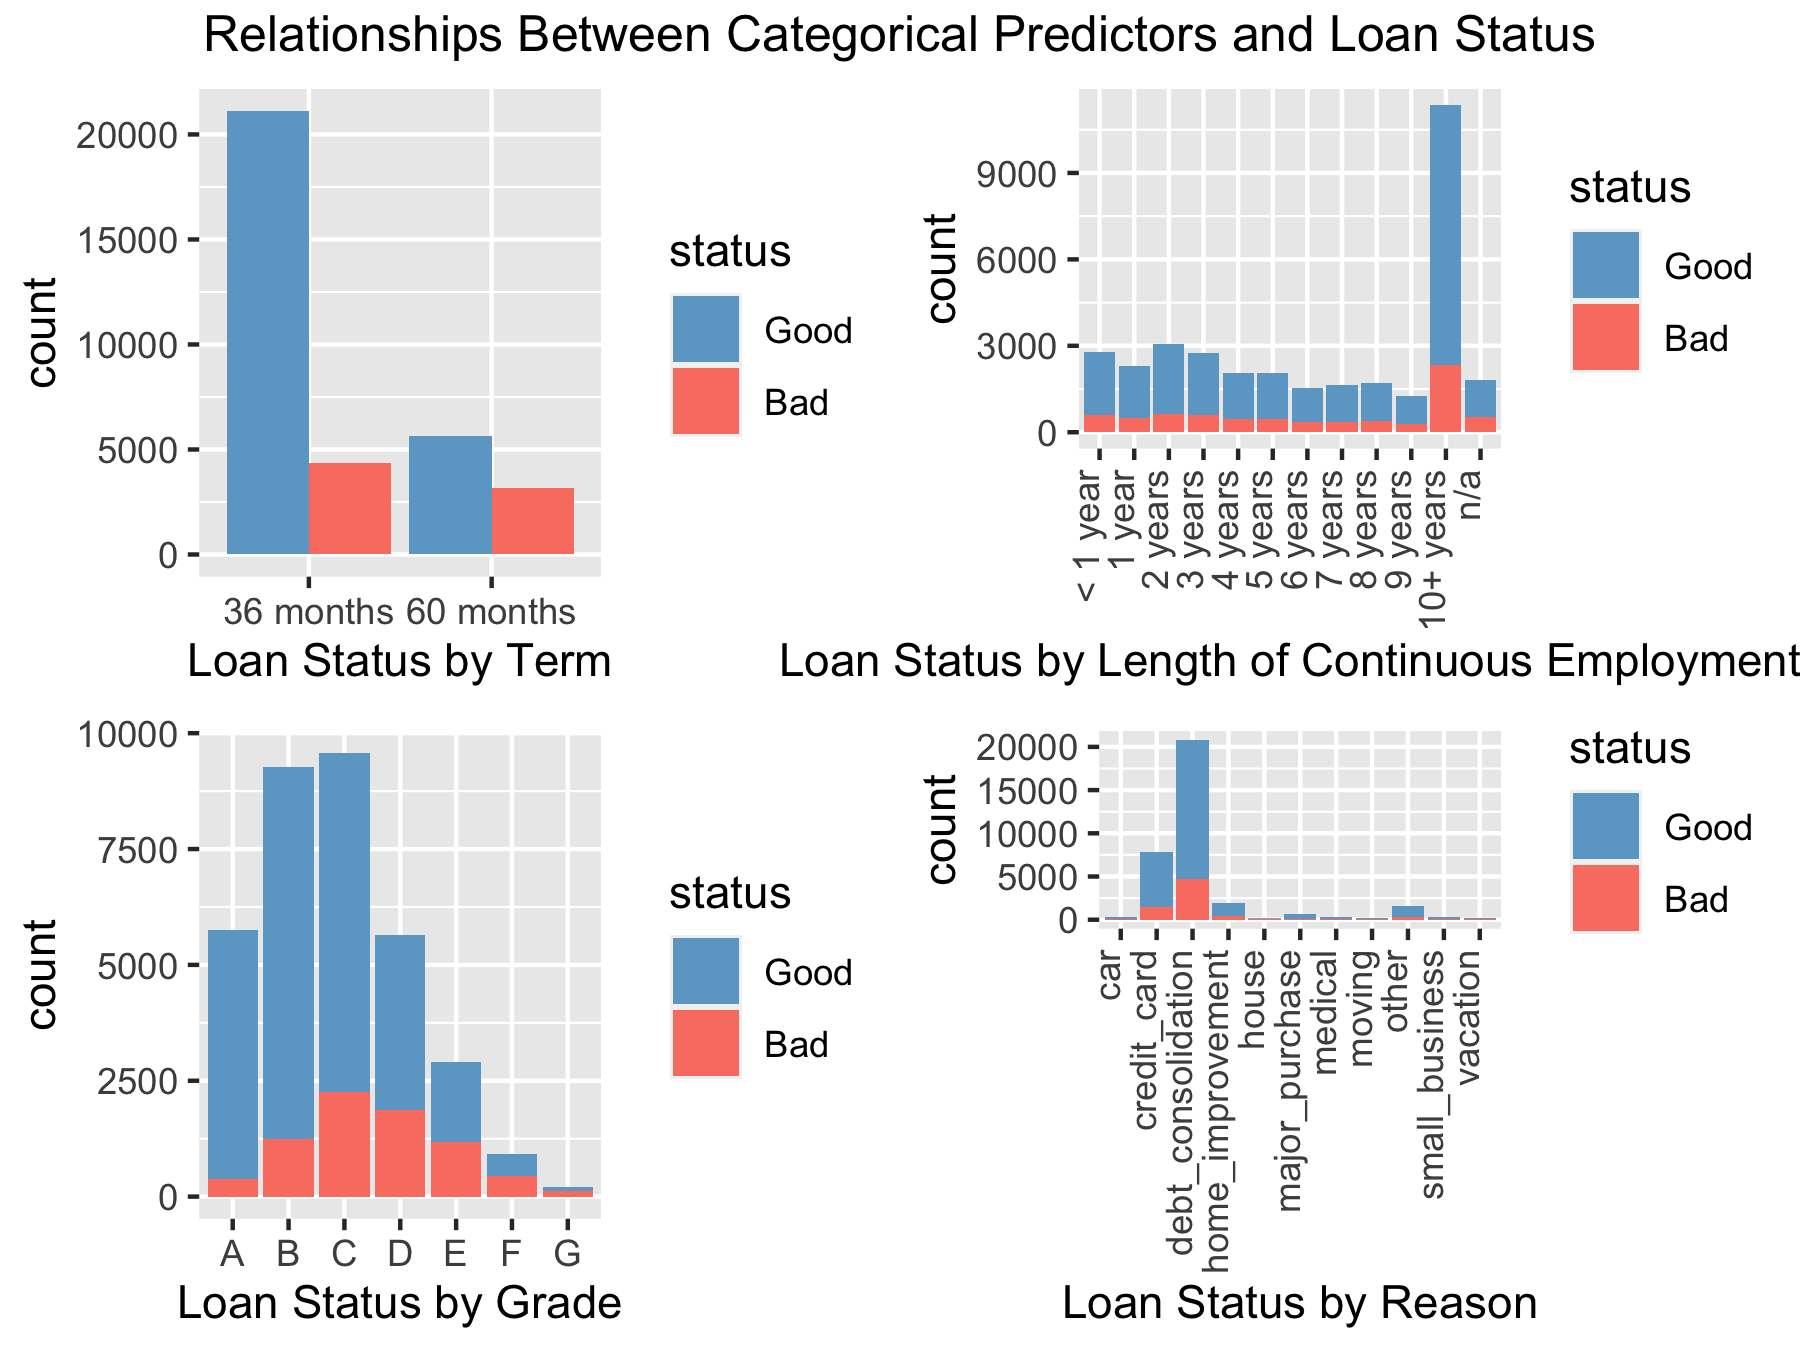 Relationships Between Categorical Predictors and Loan Status
20000
15000
10000
5000
0
count
36 months
60 months
Loan Status by Term
status
Good
Bad
9000
6000
3000
0
count
< 1 year
1 year
2 years
3 years
4 years
5 years
6 years
7 years
8 years
9 years
10+ years
n/a
Loan Status by Length of Continuous Employment
status
Good
Bad
10000
7500
5000
2500
0
count
A
B
C
D
E
F
G
Loan Status by Grade
status
Good
Bad
20000
15000
10000
5000
0
count
car
credit_card
debt_consolidation
home_improvement
house
major_purchase
medical
moving
other
small_business
vacation
Loan Status by Reason
status
Good
Bad